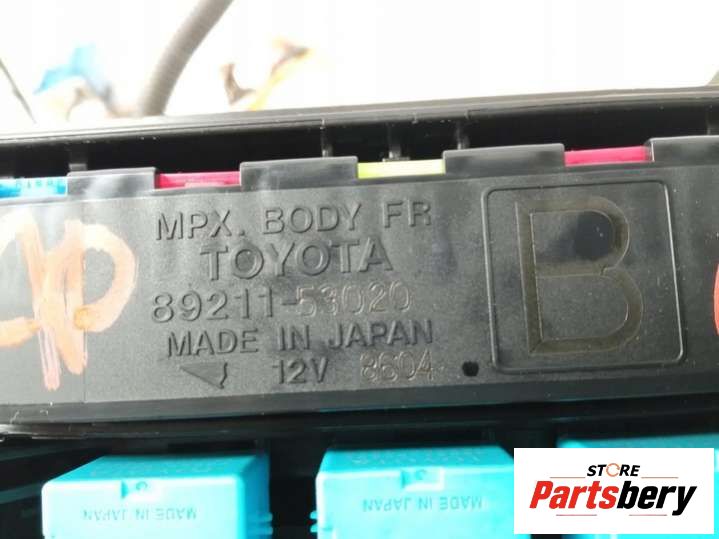 MPX. BODY FR
TOYOTA
89211-53020
MADE IN JAPAN
12V 8604
B
MADE IN JAPAN
MADE IN JAPAN
STORE
Partsbery